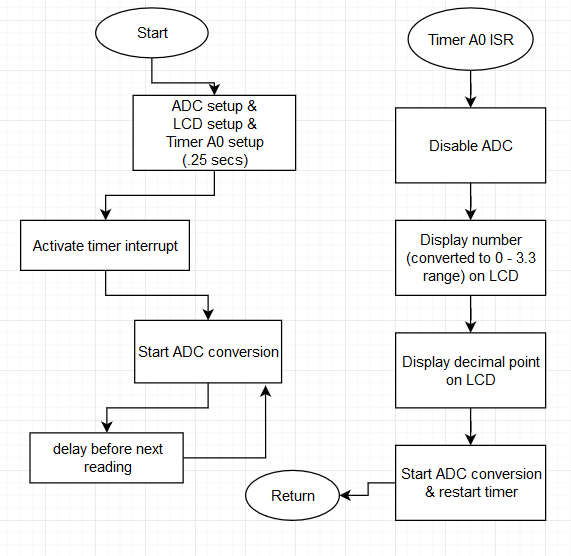 Start
ADC setup &
LCD setup &
Timer A0 setup
(.25 secs)
Activate timer interrupt
Start ADC conversion
delay before next
reading
Timer A0 ISR
Disable ADC
Display number
(converted to 0 - 3.3
range) on LCD
Display decimal point
on LCD
Start ADC conversion
& restart timer
Return